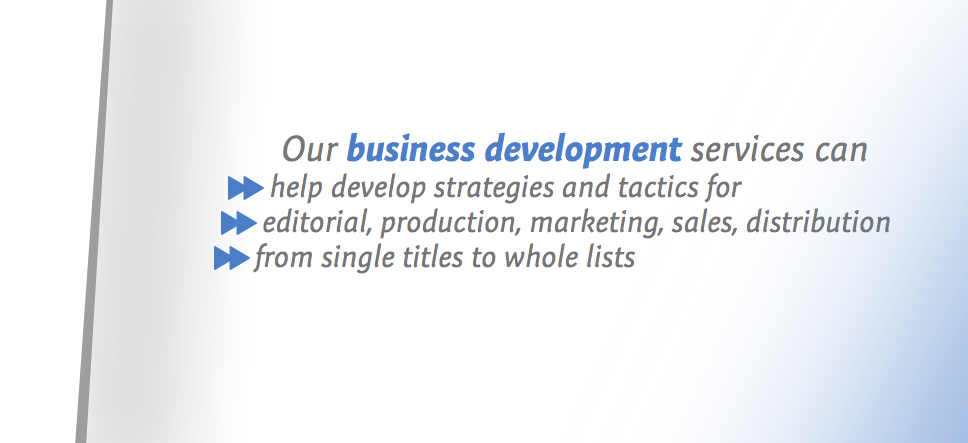 Our business development services can
help develop strategies and tactics for
editorial, production, marketing, sales, distribution
from single titles to whole lists